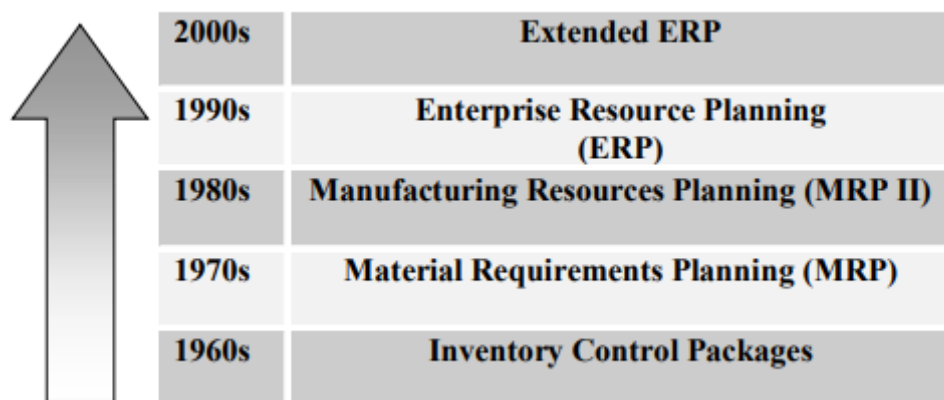 2000s Extended ERP
1990s Enterprise Resource Planning
(ERP)
1980s Manufacturing Resources Planning (MRP II)
1970s Material Requirements Planning (MRP)
1960s Inventory Control Packages